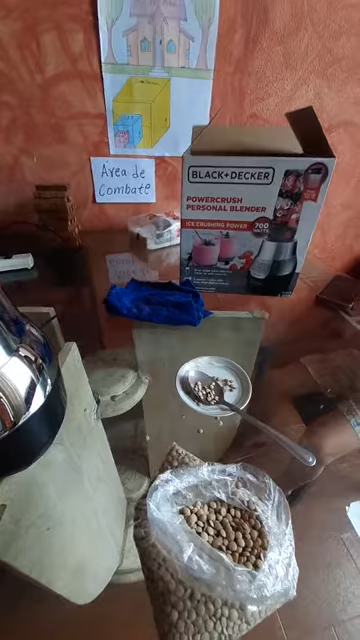 Área de
Combate
BLACK+DECKER
POWERCRUSH
PERSONAL BLENDER
ICE CRUSHING POWER
700
WATTS